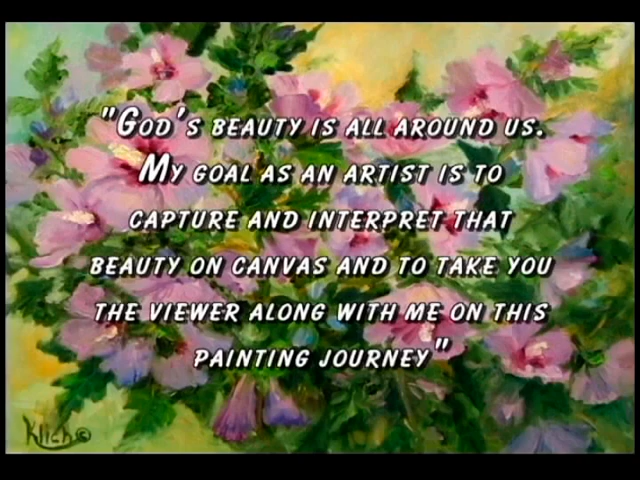 "God's beauty is all around us.
My goal as an artist is to
capture and interpret that
beauty on canvas and to take you
the viewer along with me on this
painting journey"
Klich ©